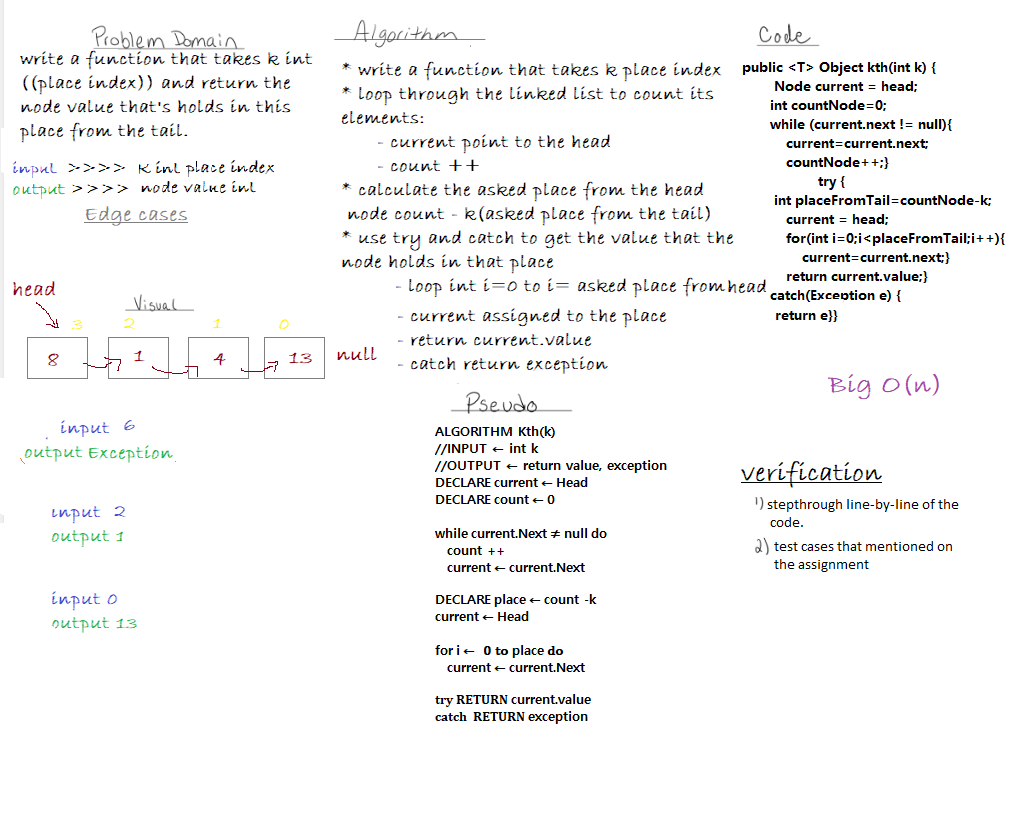 Problem Domain
write a function that takes k int
((place index)) and return the
node value that's holds in this
place from the tail.
input >>>> K inl place index
output >>>> node value inl
Edge cases
head
Visual
3 2 1 0
8 1 4 13 null
input 6
output Exception
input 2
output 1
input 0
output 13
Algorithm
* write a function that takes k place index
* loop through the linked list to count its
elements:
- current point to the head
- count ++
* calculate the asked place from the head
node count - k(asked place from the tail)
* use try and catch to get the value that the
node holds in that place
- loop int i=0 to i= asked place from head
- current assigned to the place
- return current.value
- catch return exception
Pseudo
ALGORITHM Kth(k)
//INPUT ← int k
//OUTPUT ← return value, exception
DECLARE current ← Head
DECLARE count ← 0
while current.Next ≠ null do
count ++
current ← current.Next
DECLARE place ← count -k
current ← Head
for i ← 0 to place do
current ← current.Next
try RETURN current.value
catch RETURN exception
Code
public <T> Object kth(int k) {
Node current = head;
int countNode=0;
while (current.next != null){
current=current.next;
countNode++;}
try {
int placeFromTail=countNode-k;
current = head;
for(int i=0;i<placeFromTail;i++){
current=current.next;}
return current.value;}
catch(Exception e) {
return e}}
Big O(n)
verification
1) stepthrough line-by-line of the
code.
2) test cases that mentioned on
the assignment